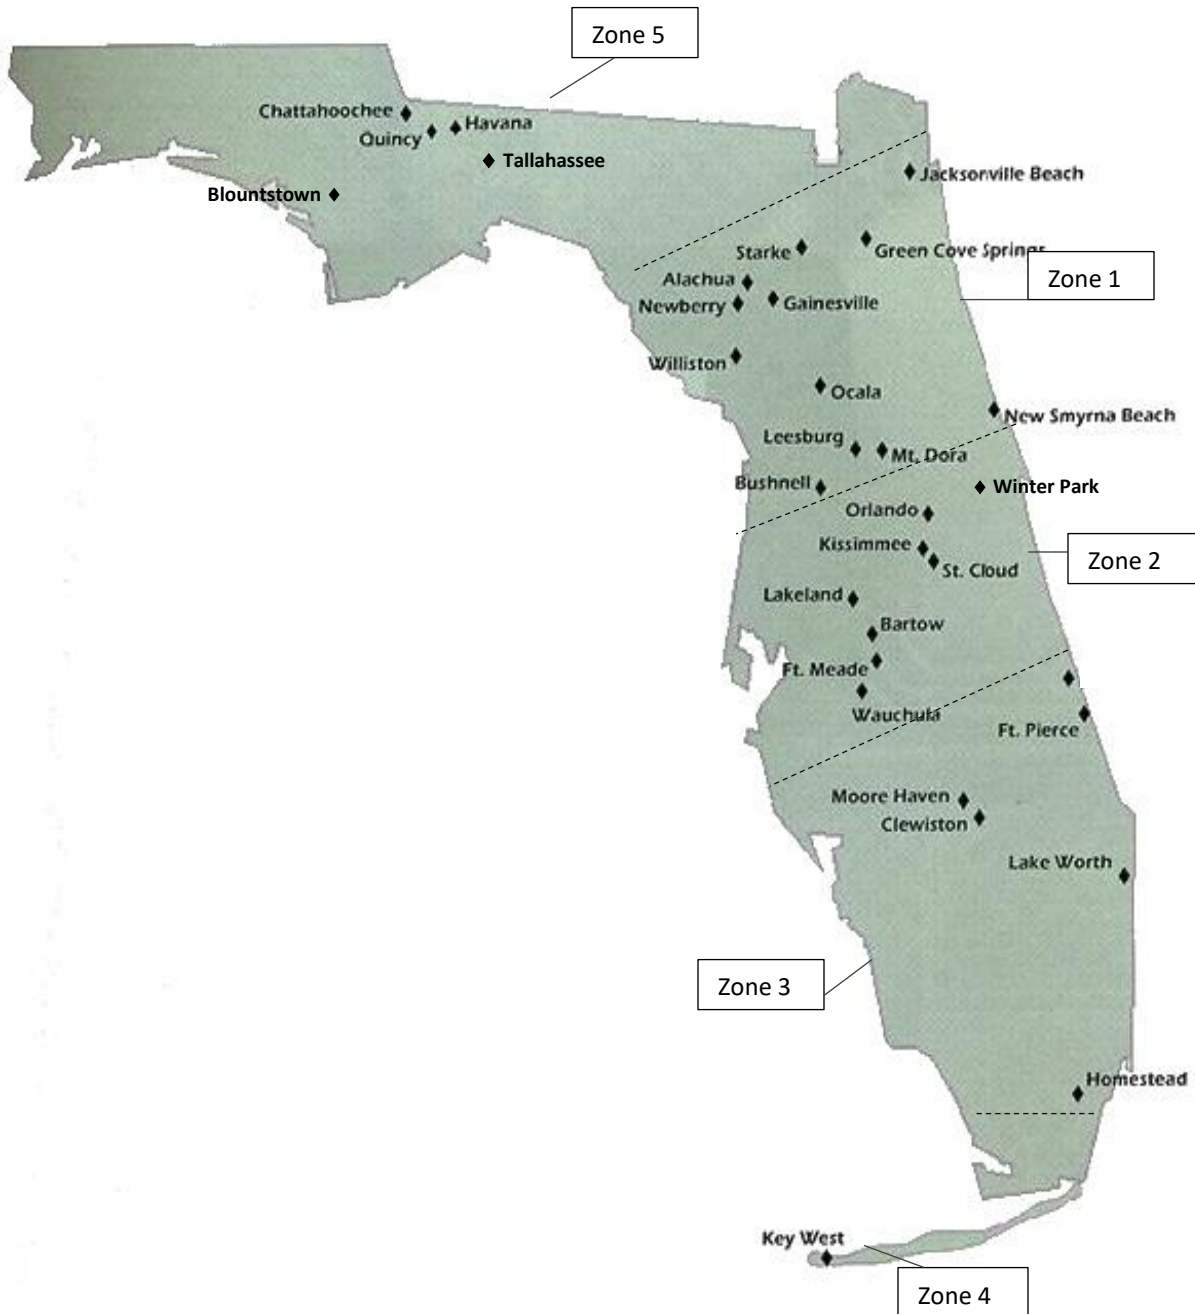 Zone 5
Chattahoochee
Havana
Quincy
Tallahassee
Blountstown
Jacksonville Beach
Starke
Green Cove Springs
Zone 1
Alachua
Newberry
Gainesville
Williston
Ocala
New Smyrna Beach
Leesburg
Mt. Dora
Bushnell
Winter Park
Orlando
Kissimmee
Zone 2
St. Cloud
Lakeland
Bartow
Ft. Meade
Wauchula
Ft. Pierce
Moore Haven
Clewiston
Lake Worth
Zone 3
Homestead
Key West
Zone 4